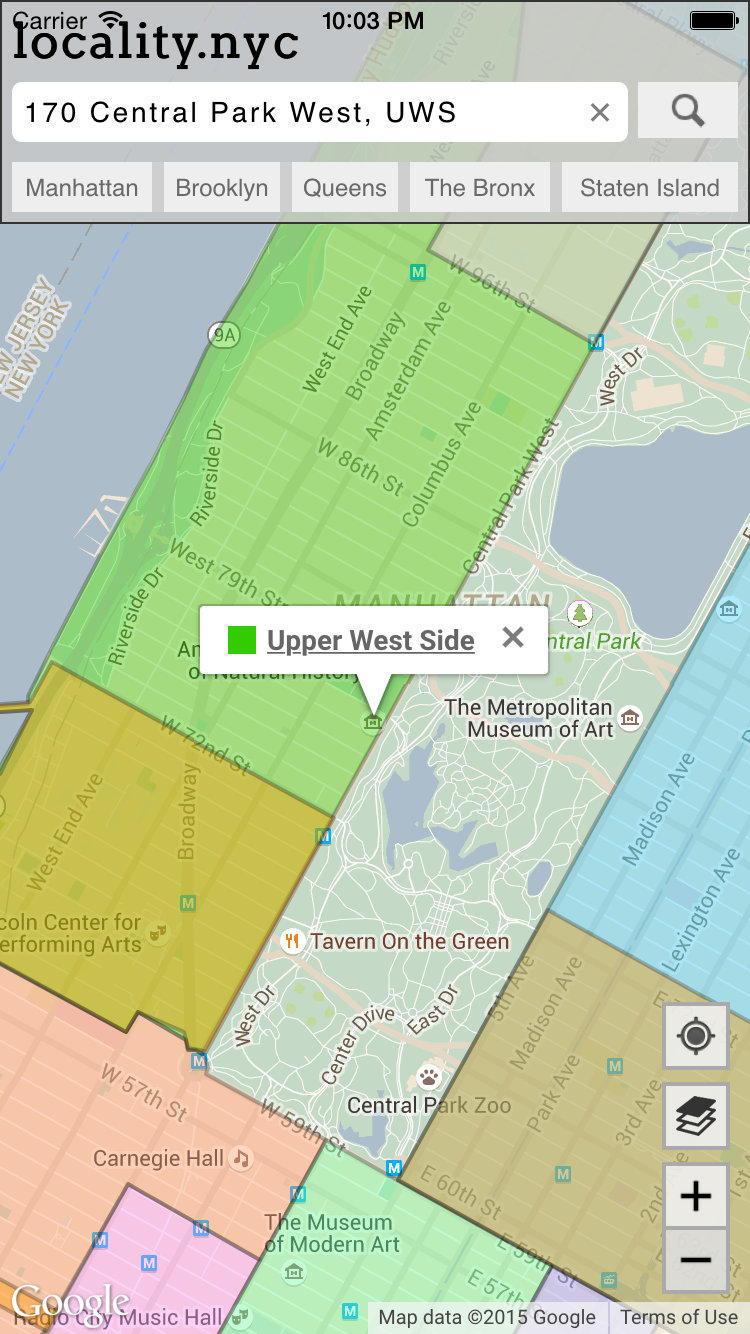 Carrier
10:03 PM
locality.nyc
170 Central Park West, UWS
Manhattan
Brooklyn
Queens
The Bronx
Staten Island
W 96th St
M
9A
NEW YORK
West End Ave
Broadway
Amsterdam Ave
M
West Dr
W 86th St
Columbus Ave
Central Park West
Riverside Dr
West 79th St
Riverside Dr
MANHATTAN
Upper West Side
of Natural History
ntral Park
The Metropolitan
Museum of Art
W 72nd St
Broadway
West End Ave
M
M
Madison Ave
Lexington Ave
coln Center for
erforming Arts
Tavern On the Green
5th Ave
Madison Ave
West Dr
Center Drive
East Dr
M
M
Park Ave
3rd Ave
W 57th St
Central Park Zoo
W 59th St
Carnegie Hall
M
M
E 60th St
M
M
M
M
The Museum
of Modern Art
E 59th St
E 57th St
M
Google
Radio City Music Hall
Map data ©2015 Google
Terms of Use